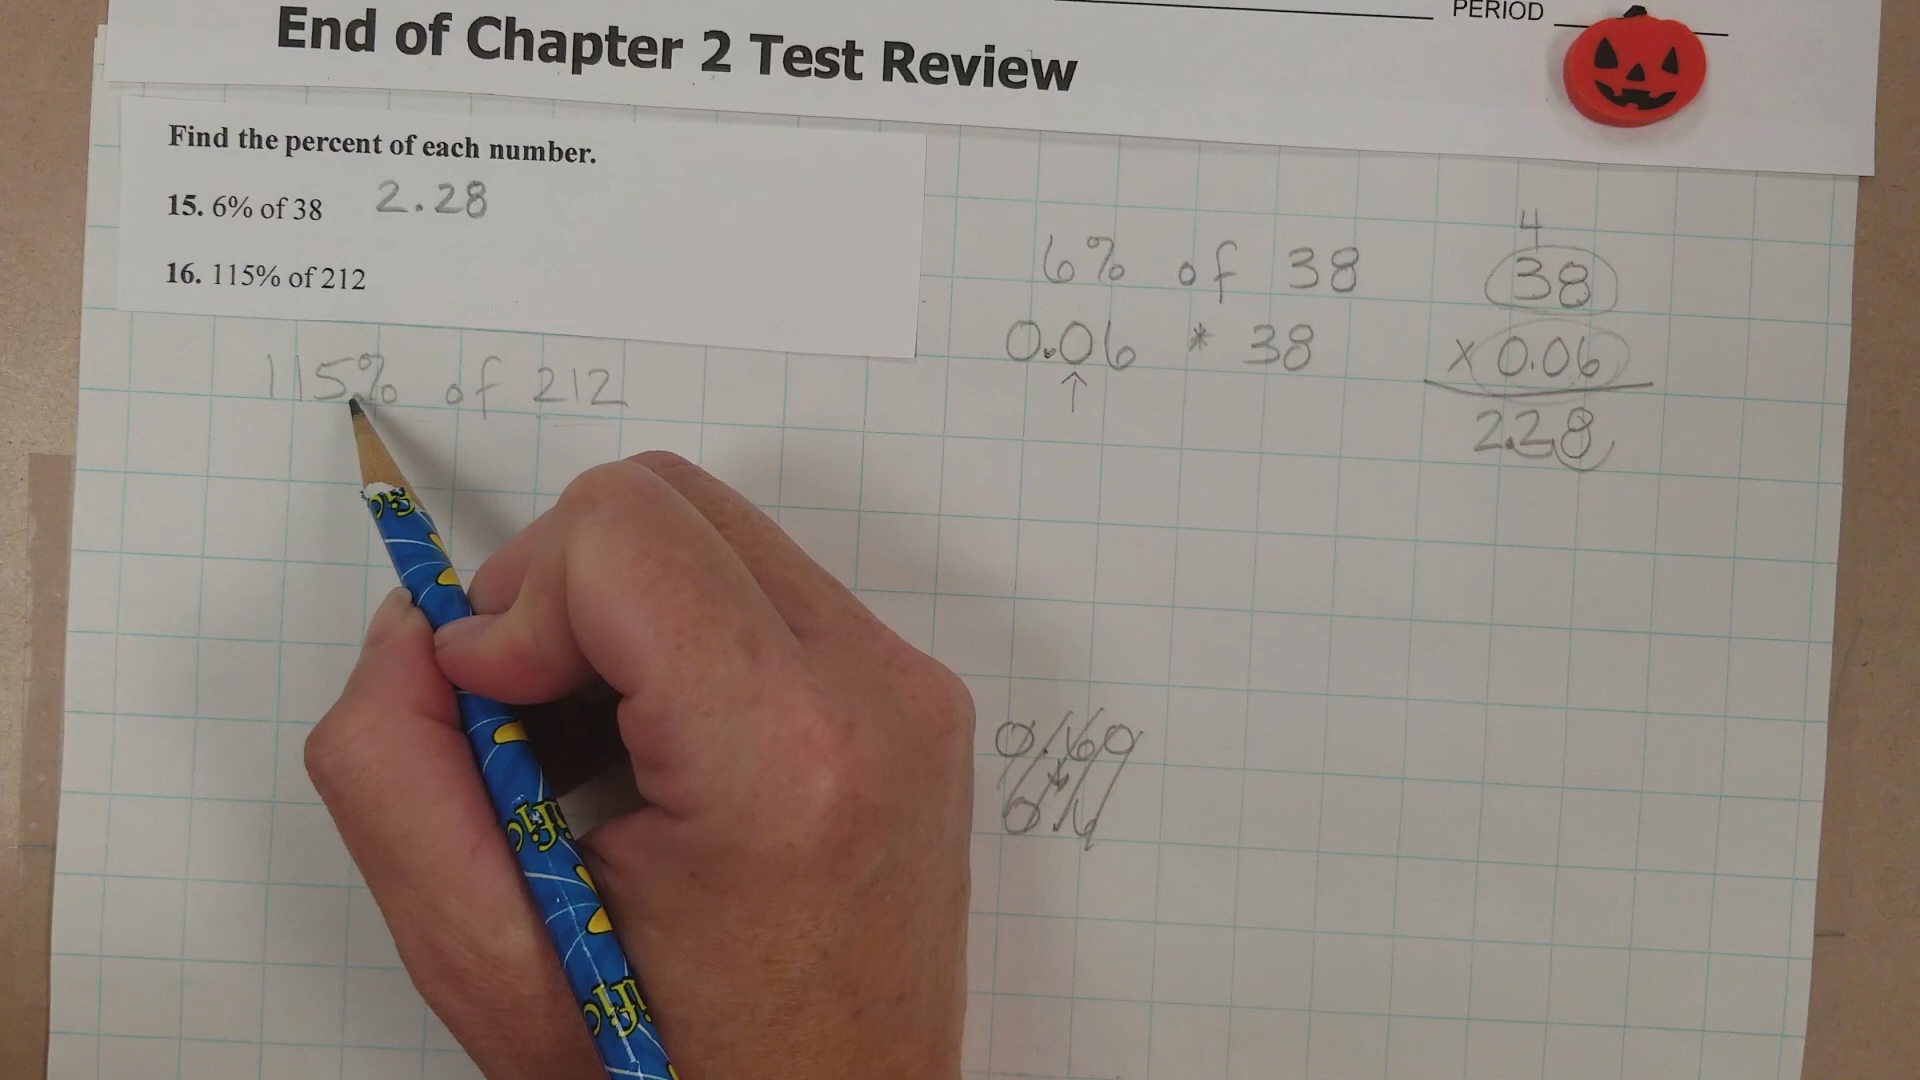 PERIOD
End of Chapter 2 Test Review
Find the percent of each number.
15. 6% of 38 2.28
16. 115% of 212
115% of 212
6% of 38
0.06 * 38
4
38
x 0.06
2.28